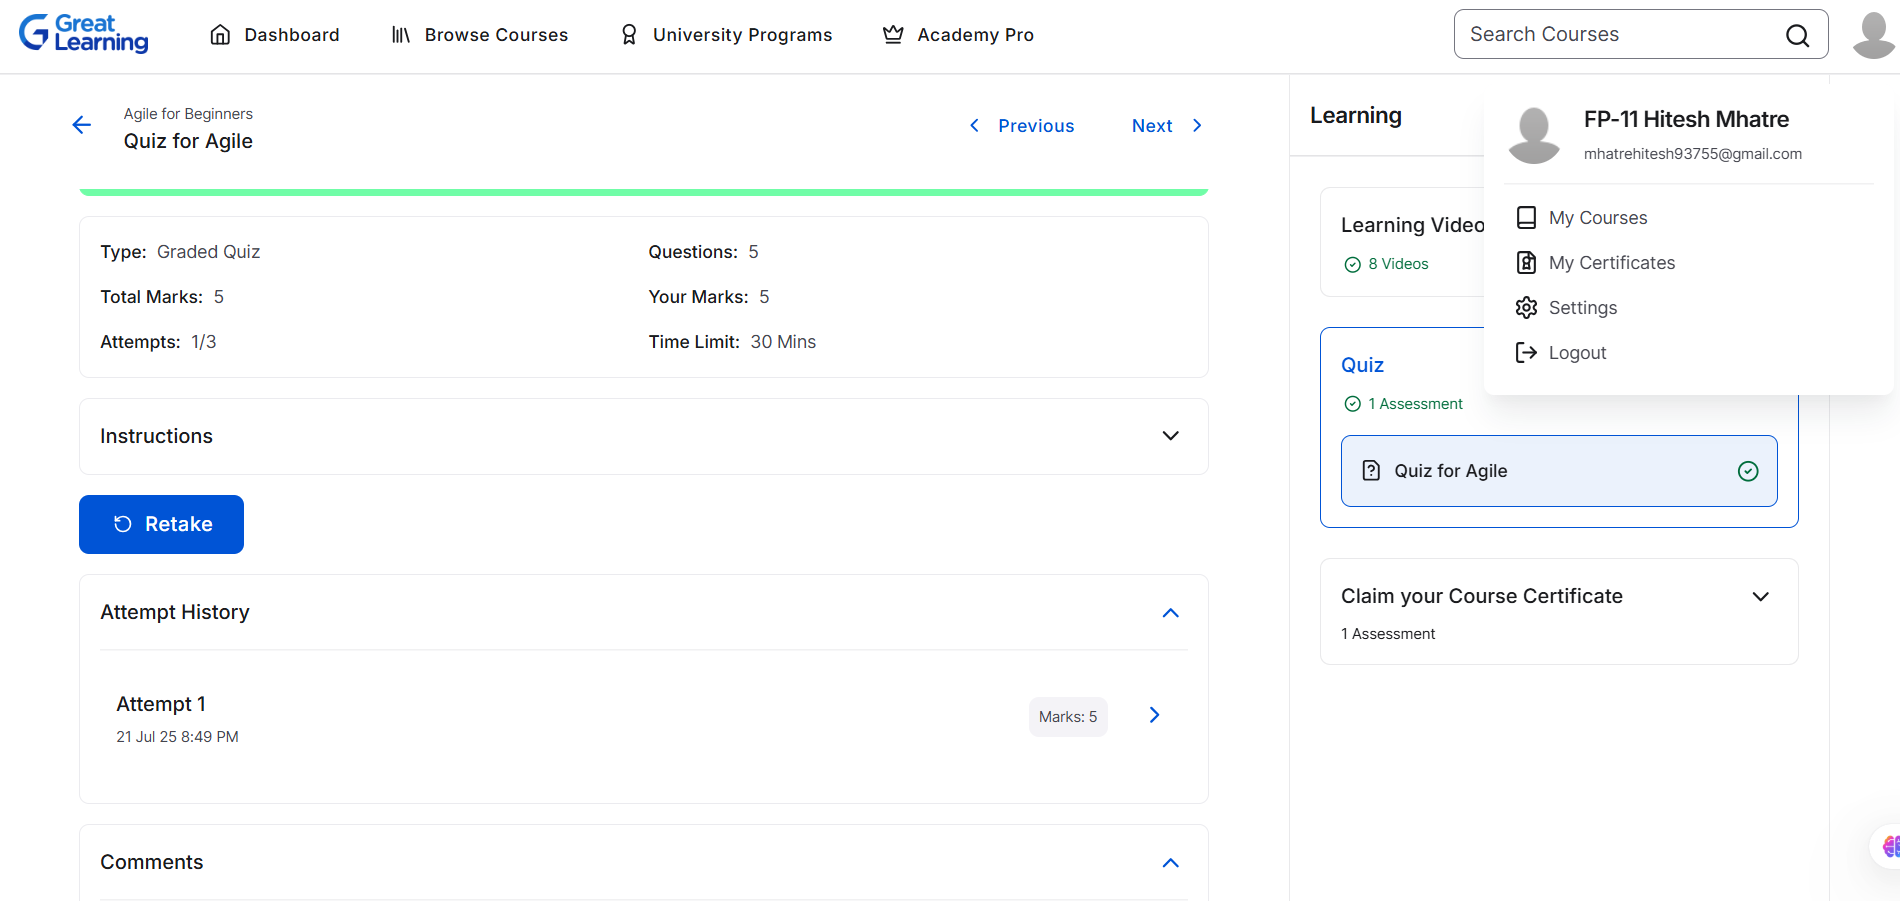 Great Learning
Dashboard
Browse Courses
University Programs
Academy Pro
Search Courses
Agile for Beginners
Quiz for Agile
Previous
Next
Type: Graded Quiz
Questions: 5
Total Marks: 5
Your Marks: 5
Attempts: 1/3
Time Limit: 30 Mins
Instructions
Retake
Attempt History
Attempt 1
21 Jul 25 8:49 PM
Marks: 5
Comments
Learning
Learning Video
8 Videos
Quiz
1 Assessment
Quiz for Agile
Claim your Course Certificate
1 Assessment
FP-11 Hitesh Mhatre
mhatrehitesh93755@gmail.com
My Courses
My Certificates
Settings
Logout